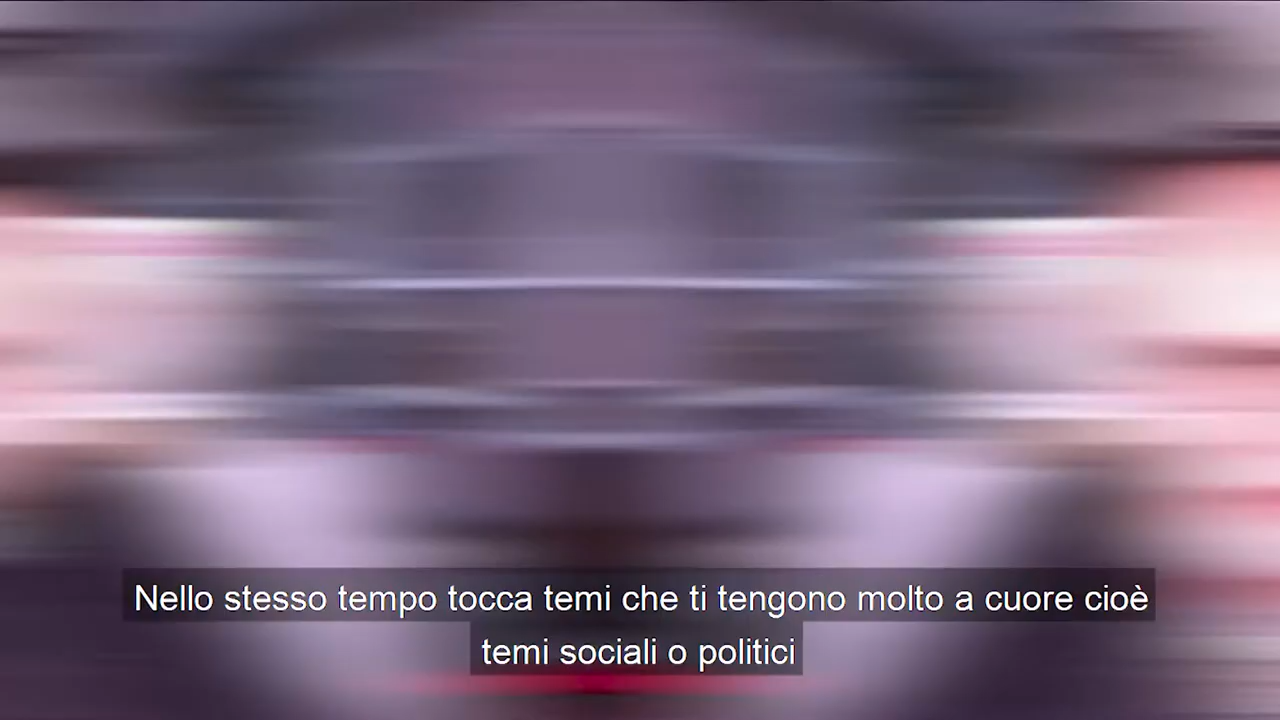 Nello stesso tempo tocca temi che ti tengono molto a cuore cioè
temi sociali o politici